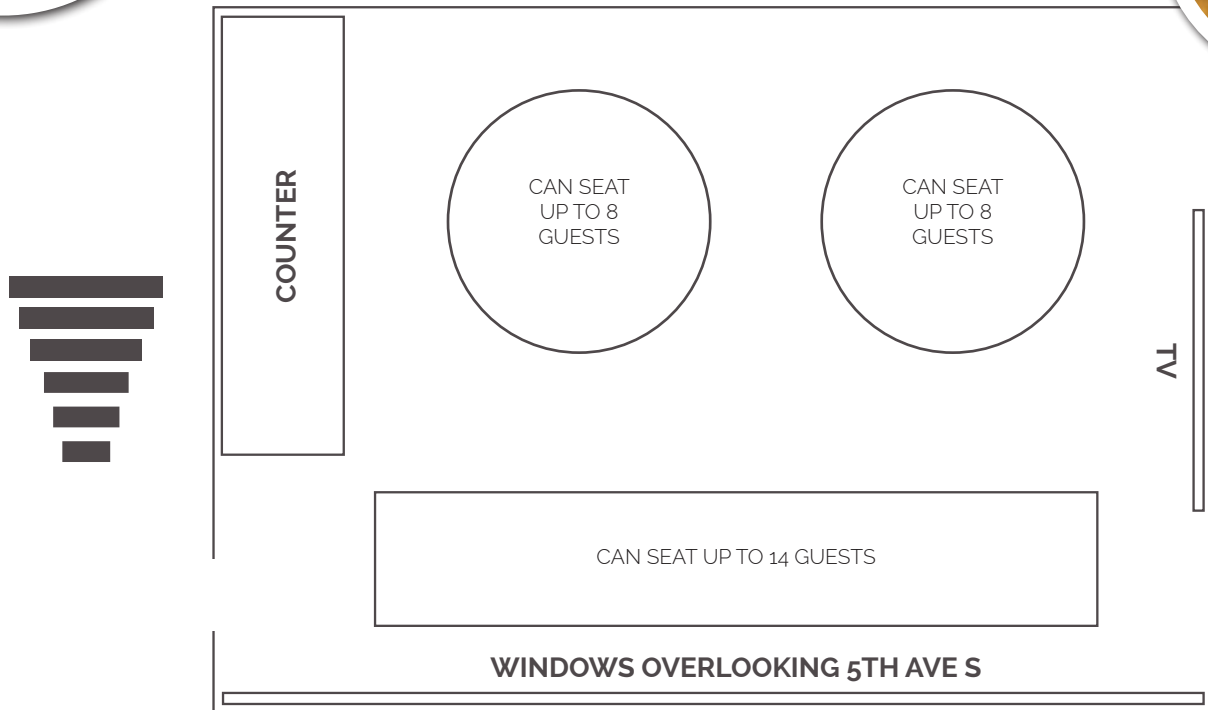 COUNTER
CAN SEAT
UP TO 8
GUESTS
CAN SEAT
UP TO 8
GUESTS
TV
CAN SEAT UP TO 14 GUESTS
WINDOWS OVERLOOKING 5TH AVE S